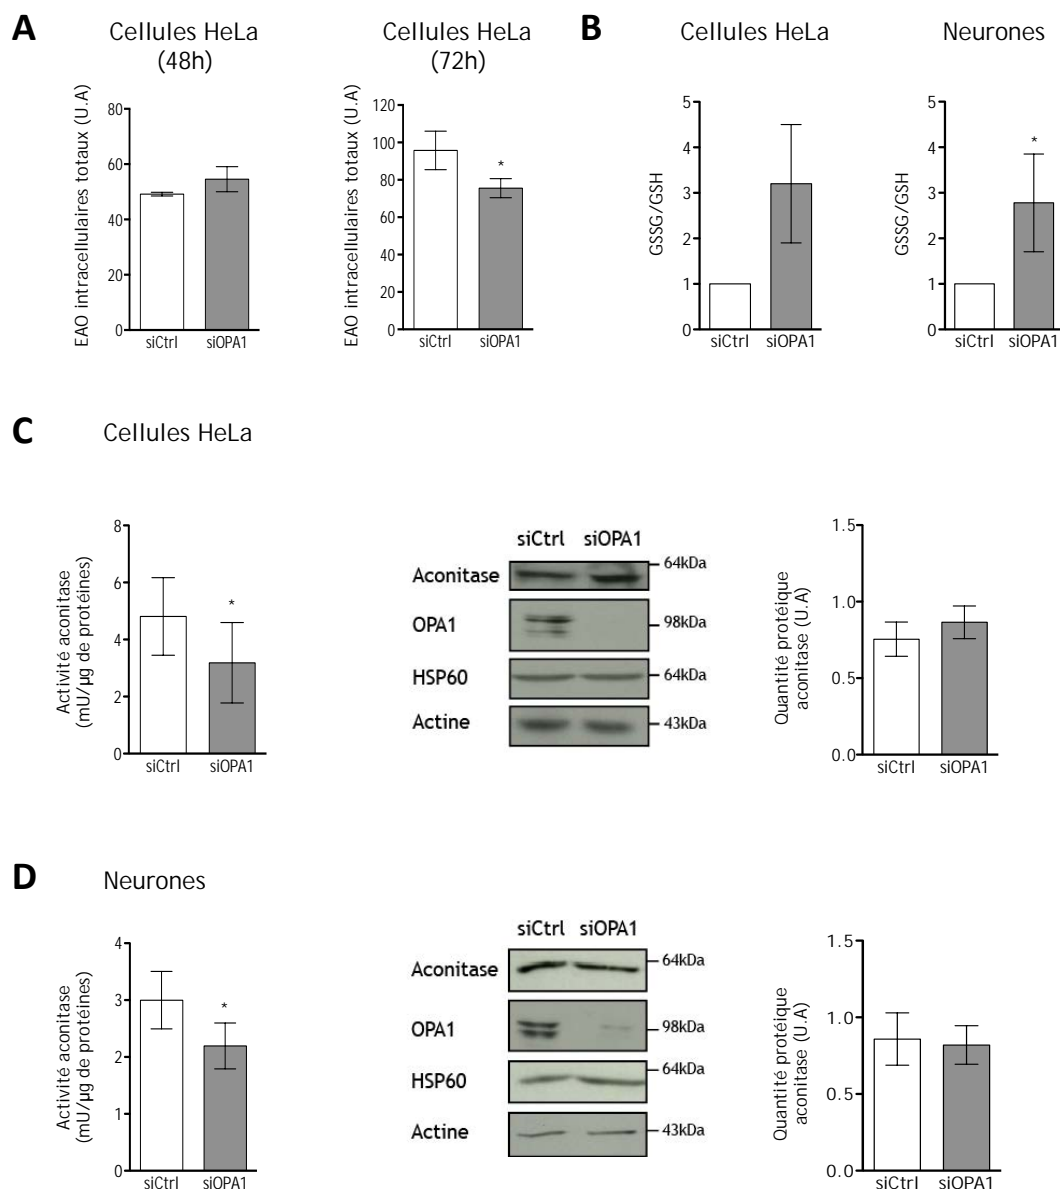 A
Cellules HeLa
(48h)
EAO intracellulaires totaux (U.A)
80
60
40
20
0
siCtrl
siOPA1
Cellules HeLa
(72h)
EAO intracellulaires totaux (U.A)
120
100
80
60
40
20
0
*
siCtrl
siOPA1
B
Cellules HeLa
GSSG/GSH
5
4
3
2
1
0
siCtrl
siOPA1
Neurones
GSSG/GSH
5
4
3
2
1
0
*
siCtrl
siOPA1
C
Cellules HeLa
Activité aconitase
(mU/µg de protéines)
8
6
4
2
0
*
siCtrl
siOPA1
siCtrl siOPA1
Aconitase
64kDa
OPA1
98kDa
HSP60
64kDa
Actine
43kDa
Quantité protéique
aconitase (U.A)
1.5
1.0
0.5
0.0
siCtrl
siOPA1
D
Neurones
Activité aconitase
(mU/µg de protéines)
4
3
2
1
0
*
siCtrl
siOPA1
siCtrl siOPA1
Aconitase
64kDa
OPA1
98kDa
HSP60
64kDa
Actine
43kDa
Quantité protéique
aconitase (U.A)
1.5
1.0
0.5
0.0
siCtrl
siOPA1